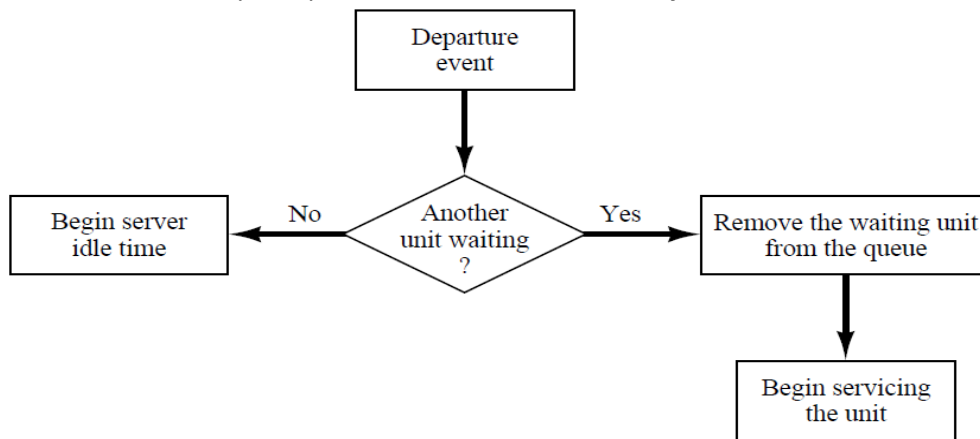 Departure
event
No
Yes
Begin server
idle time
Another
unit waiting
?
Remove the waiting unit
from the queue
Begin servicing
the unit